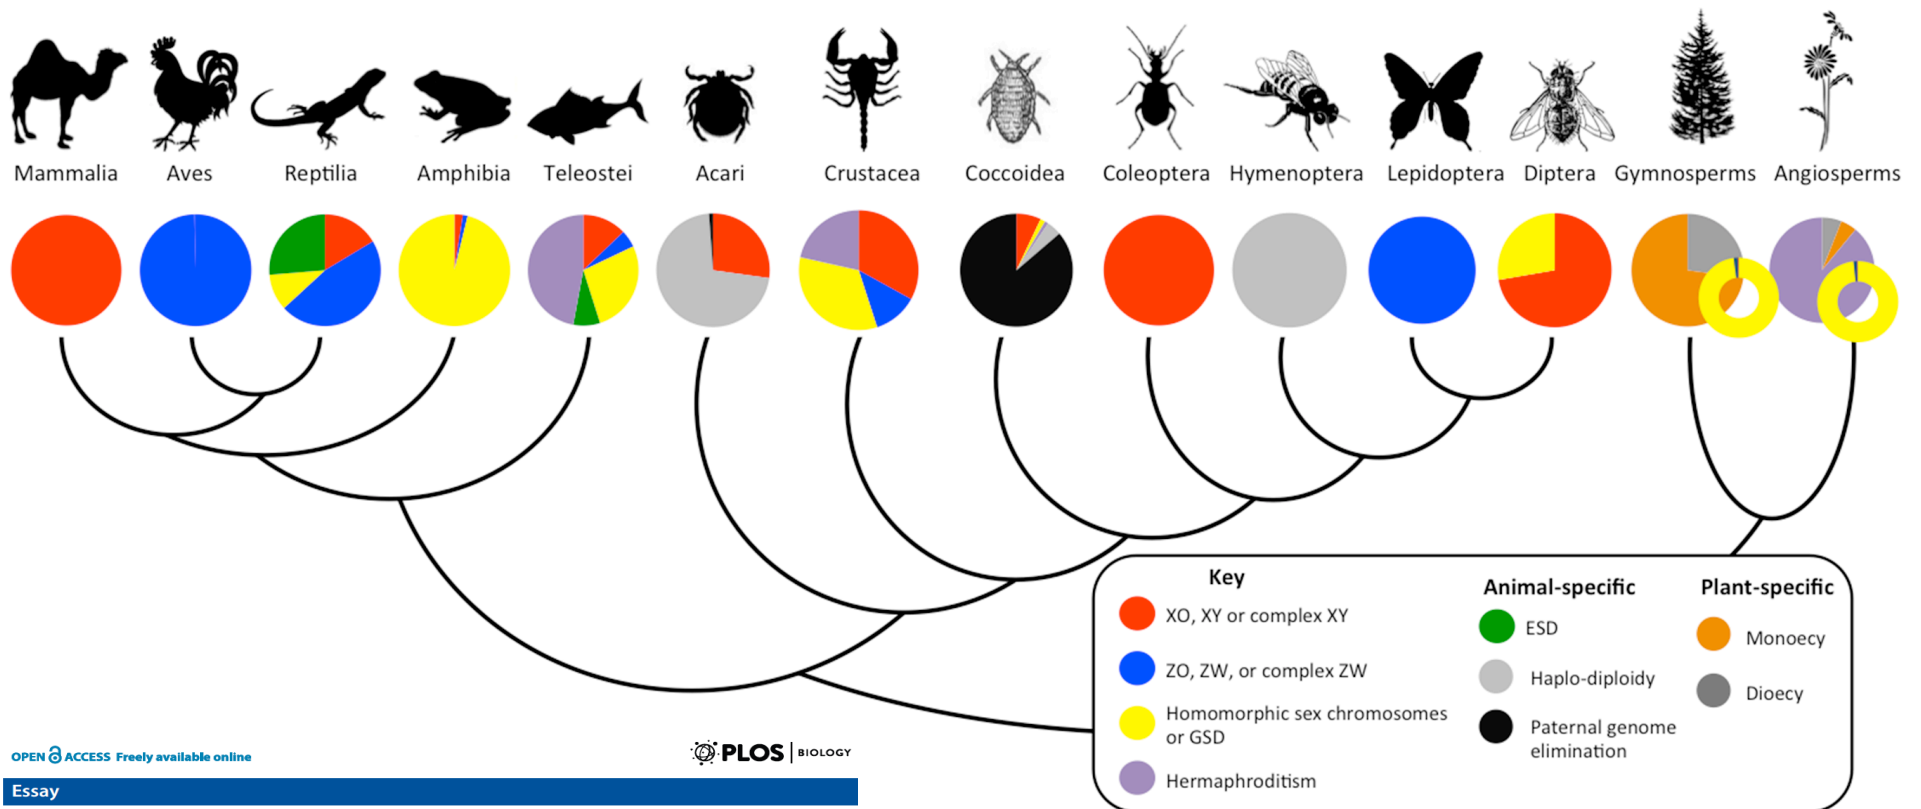 Mammalia Aves Reptilia Amphibia Teleostei Acari Crustacea Coccoidea Coleoptera Hymenoptera Lepidoptera Diptera Gymnosperms Angiosperms
Key
XO, XY or complex XY
ZO, ZW, or complex ZW
Homomorphic sex chromosomes
or GSD
Hermaphroditism
Animal-specific
ESD
Haplo-diploidy
Paternal genome
elimination
Plant-specific
Monoecy
Dioecy
OPEN ACCESS Freely available online
PLOS | BIOLOGY
Essay